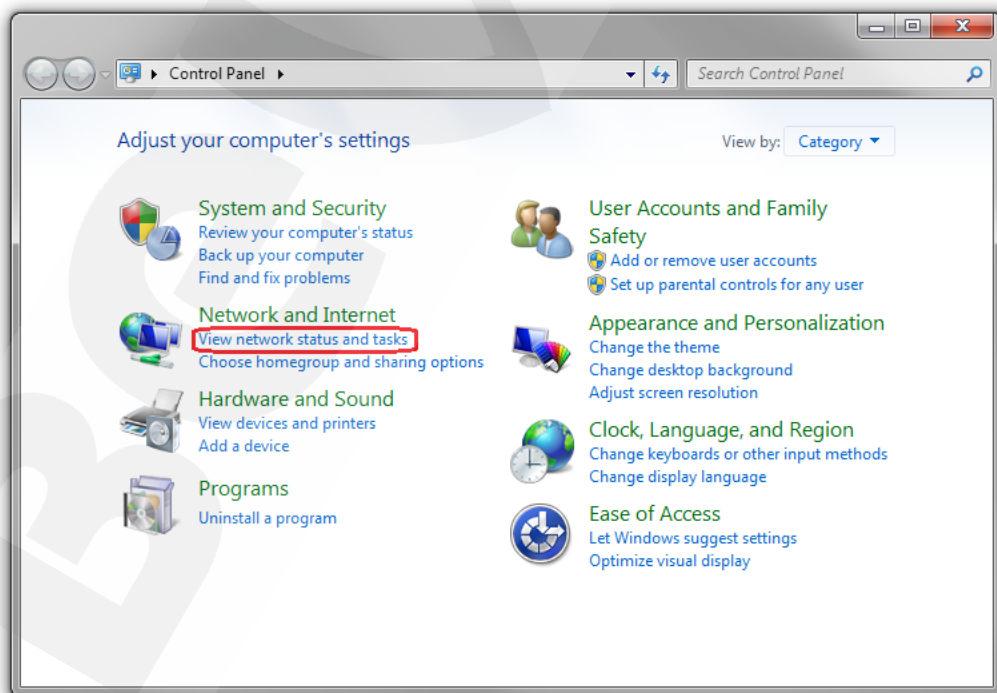 Control Panel
Search Control Panel
Adjust your computer's settings
View by: Category
System and Security
Review your computer's status
Back up your computer
Find and fix problems
Network and Internet
View network status and tasks
Choose homegroup and sharing options
Hardware and Sound
View devices and printers
Add a device
Programs
Uninstall a program
User Accounts and Family
Safety
Add or remove user accounts
Set up parental controls for any user
Appearance and Personalization
Change the theme
Change desktop background
Adjust screen resolution
Clock, Language, and Region
Change keyboards or other input methods
Change display language
Ease of Access
Let Windows suggest settings
Optimize visual display